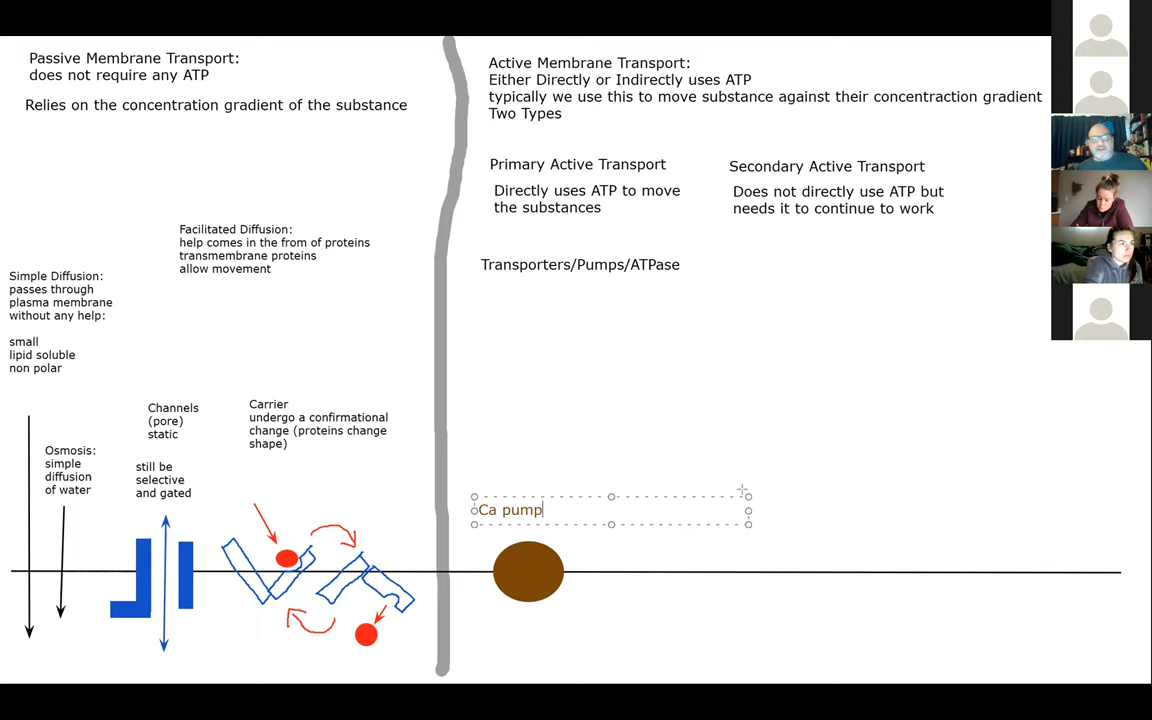 Passive Membrane Transport:
does not require any ATP
Relies on the concentration gradient of the substance
Facilitated Diffusion:
help comes in the from of proteins
transmembrane proteins
allow movement
Simple Diffusion:
passes through
plasma membrane
without any help:
small
lipid soluble
non polar
Osmosis:
simple
diffusion
of water
Channels
(pore)
static
still be
selective
and gated
Carrier
undergo a confirmational
change (proteins change
shape)
Active Membrane Transport:
Either Directly or Indirectly uses ATP
typically we use this to move substance against their concentraction gradient
Two Types
Primary Active Transport
Directly uses ATP to move
the substances
Secondary Active Transport
Does not directly use ATP but
needs it to continue to work
Transporters/Pumps/ATPase
Ca pump